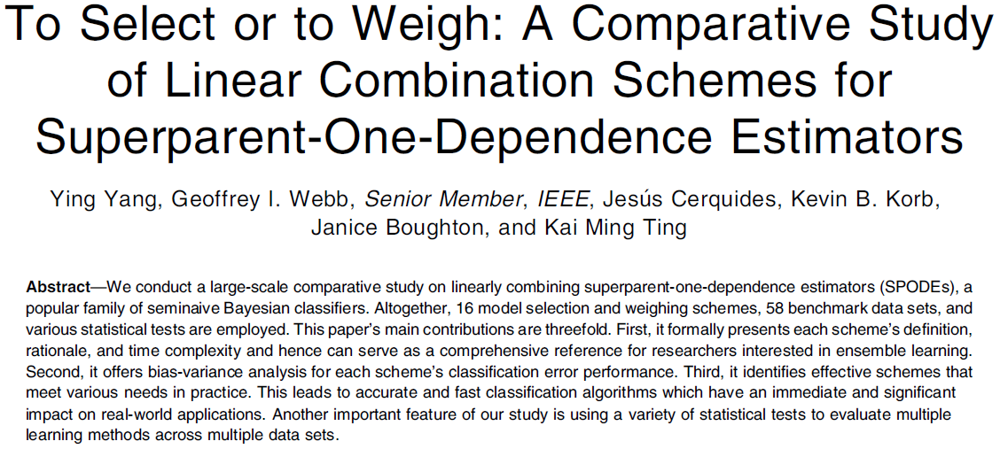 To Select or to Weigh: A Comparative Study
of Linear Combination Schemes for
Superparent-One-Dependence Estimators
Ying Yang, Geoffrey I. Webb, Senior Member, IEEE, Jesús Cerquides, Kevin B. Korb,
Janice Boughton, and Kai Ming Ting
Abstract—We conduct a large-scale comparative study on linearly combining superparent-one-dependence estimators (SPODEs), a
popular family of seminaive Bayesian classifiers. Altogether, 16 model selection and weighing schemes, 58 benchmark data sets, and
various statistical tests are employed. This paper's main contributions are threefold. First, it formally presents each scheme's definition,
rationale, and time complexity and hence can serve as a comprehensive reference for researchers interested in ensemble learning.
Second, it offers bias-variance analysis for each scheme's classification error performance. Third, it identifies effective schemes that
meet various needs in practice. This leads to accurate and fast classification algorithms which have an immediate and significant
impact on real-world applications. Another important feature of our study is using a variety of statistical tests to evaluate multiple
learning methods across multiple data sets.